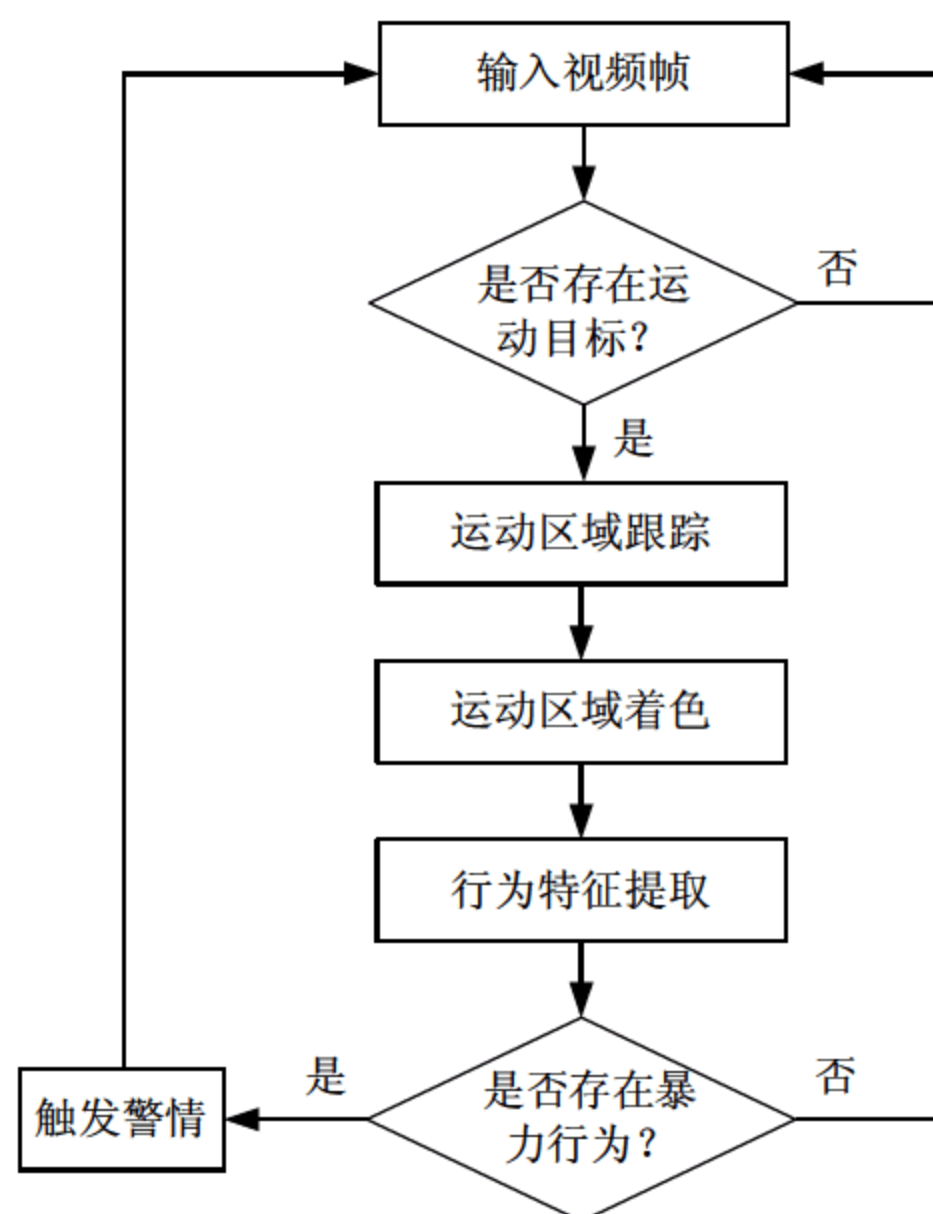 输入视频帧
是否存在运
动目标？
否
是
运动区域跟踪
运动区域着色
行为特征提取
是否存在暴
力行为？
是
否
触发警情